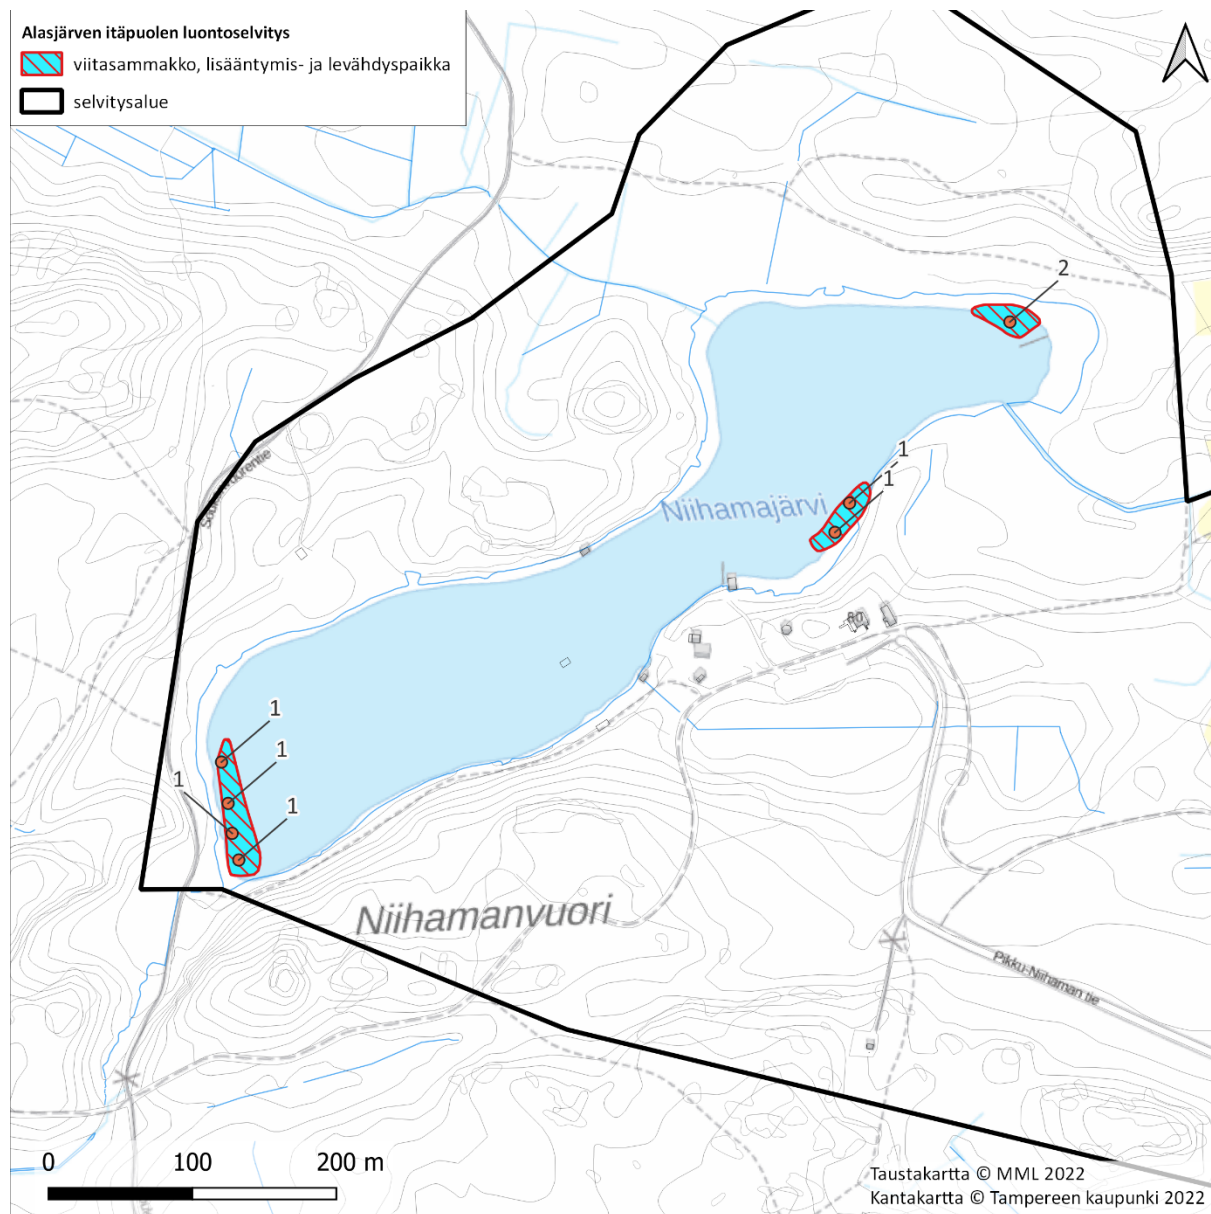 Alasjärven itäpuolen luontoselvitys
viitasammakko, lisääntymis- ja levähdyspaikka
selvitysalue
2
1
1
Niihamajärvi
1
1
1
1
Niihamanvuori
Pikku-Niihaman tie
0 100 200 m
Taustakartta © MML 2022
Kantakartta © Tampereen kaupunki 2022